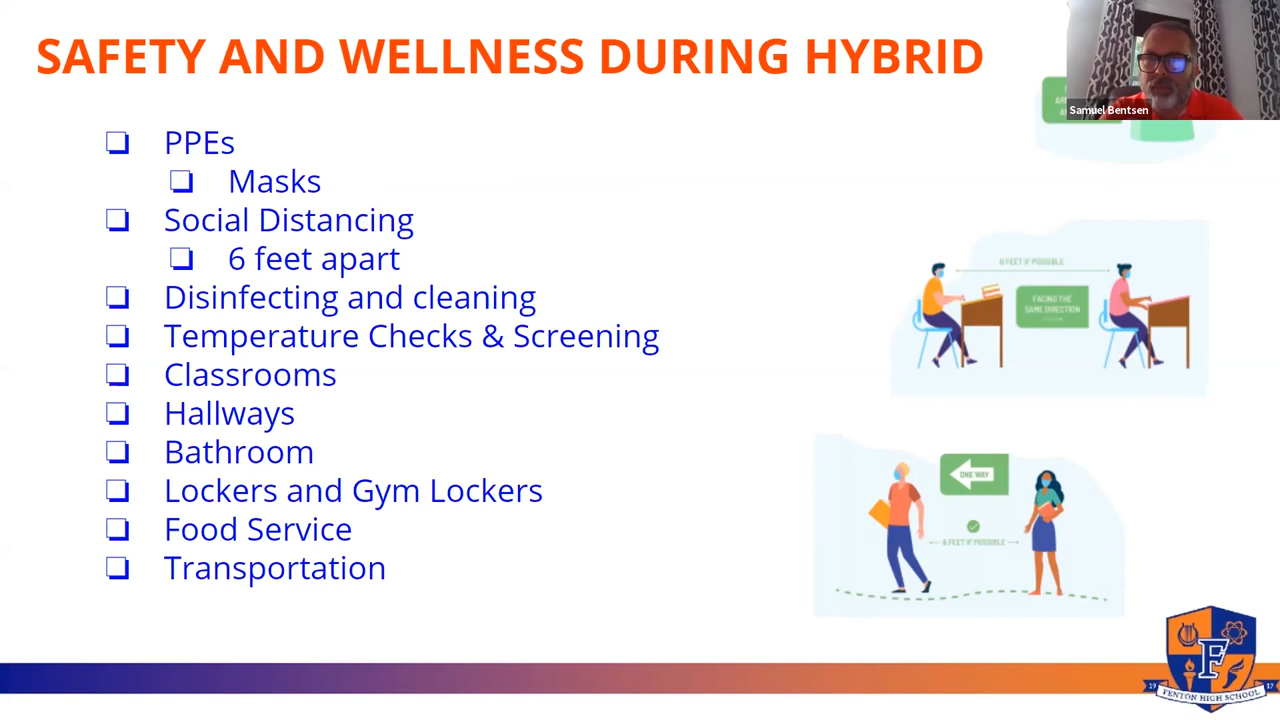 SAFETY AND WELLNESS DURING HYBRID
Samuel Bentsen
PPEs
Masks
Social Distancing
6 feet apart
Disinfecting and cleaning
Temperature Checks & Screening
Classrooms
Hallways
Bathroom
Lockers and Gym Lockers
Food Service
Transportation
6 FEET IF POSSIBLE
FACING THE
SAME DIRECTION
ONE WAY
6 FEET IF POSSIBLE
F
19 37
FENTON HIGH SCHOOL